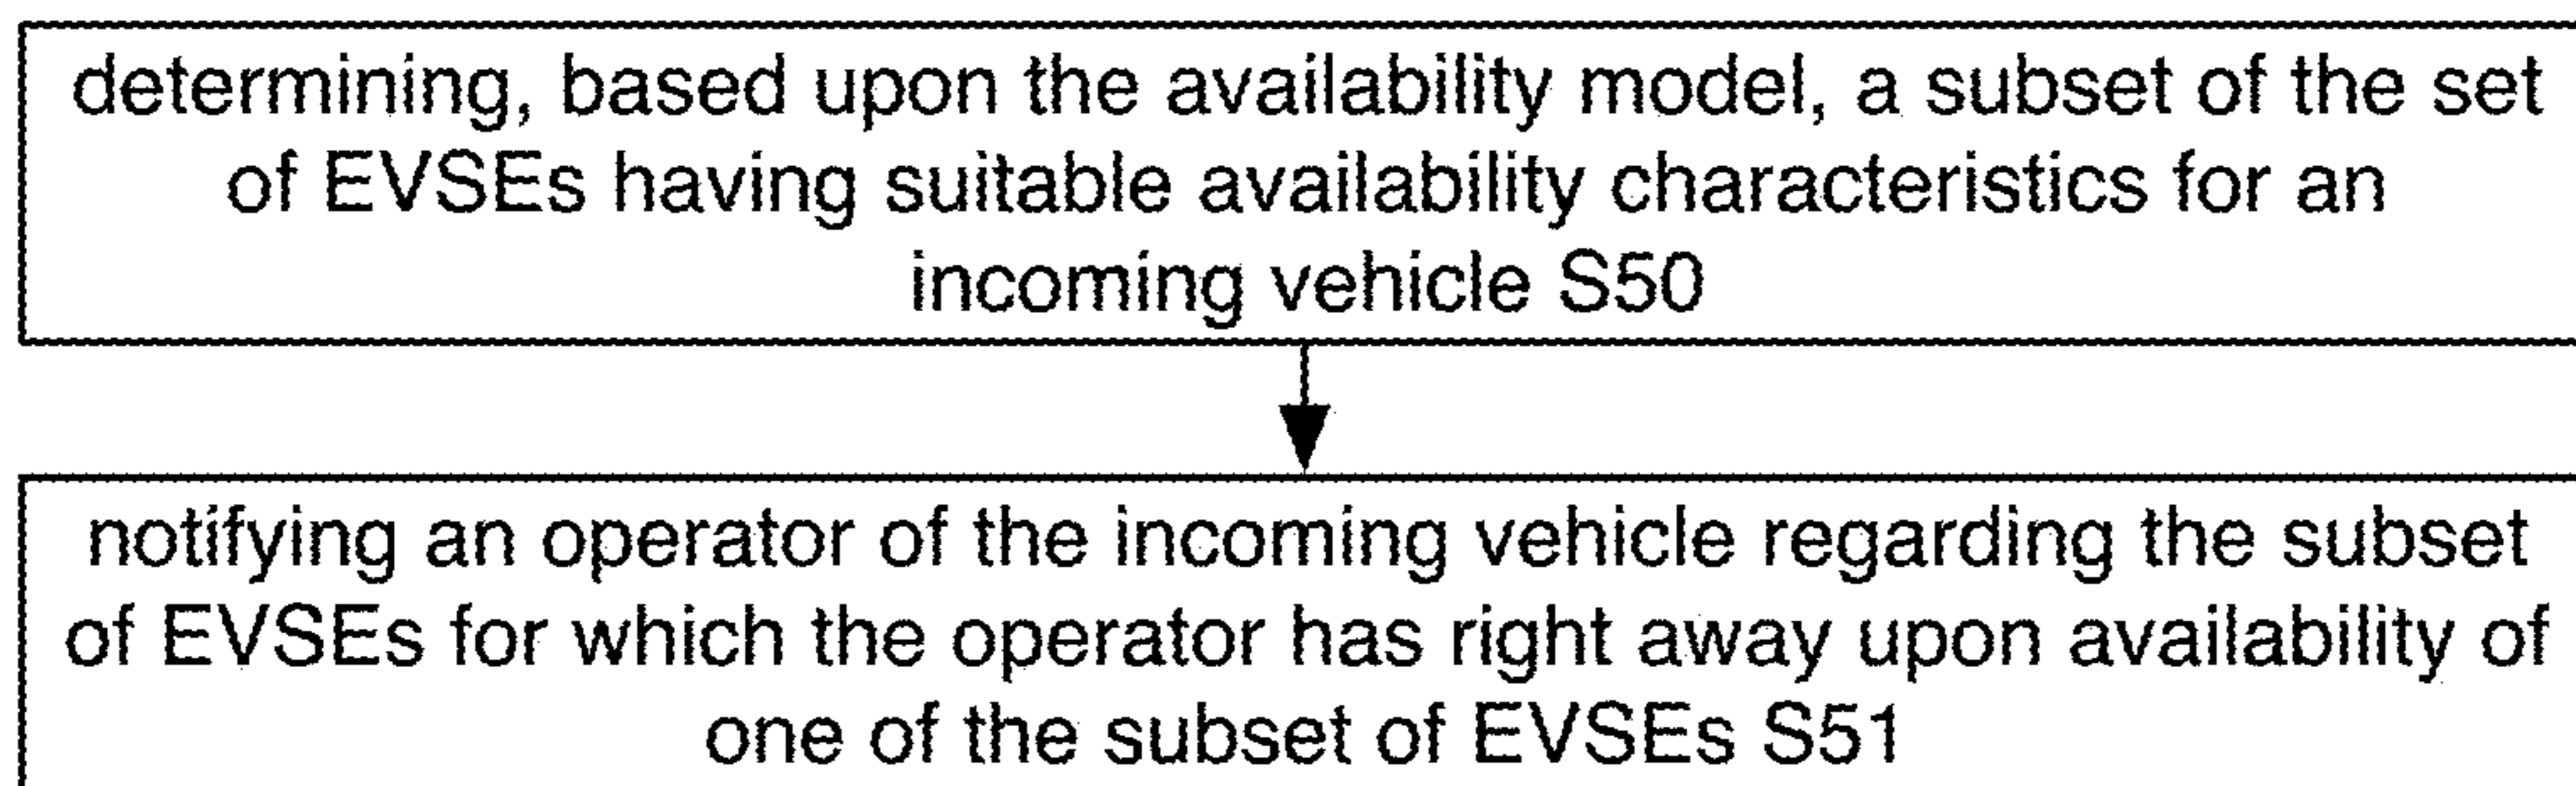 determining, based upon the availability model, a subset of the set
of EVSEs having suitable availability characteristics for an
incoming vehicle S50
notifying an operator of the incoming vehicle regarding the subset
of EVSEs for which the operator has right away upon availability of
one of the subset of EVSEs S51